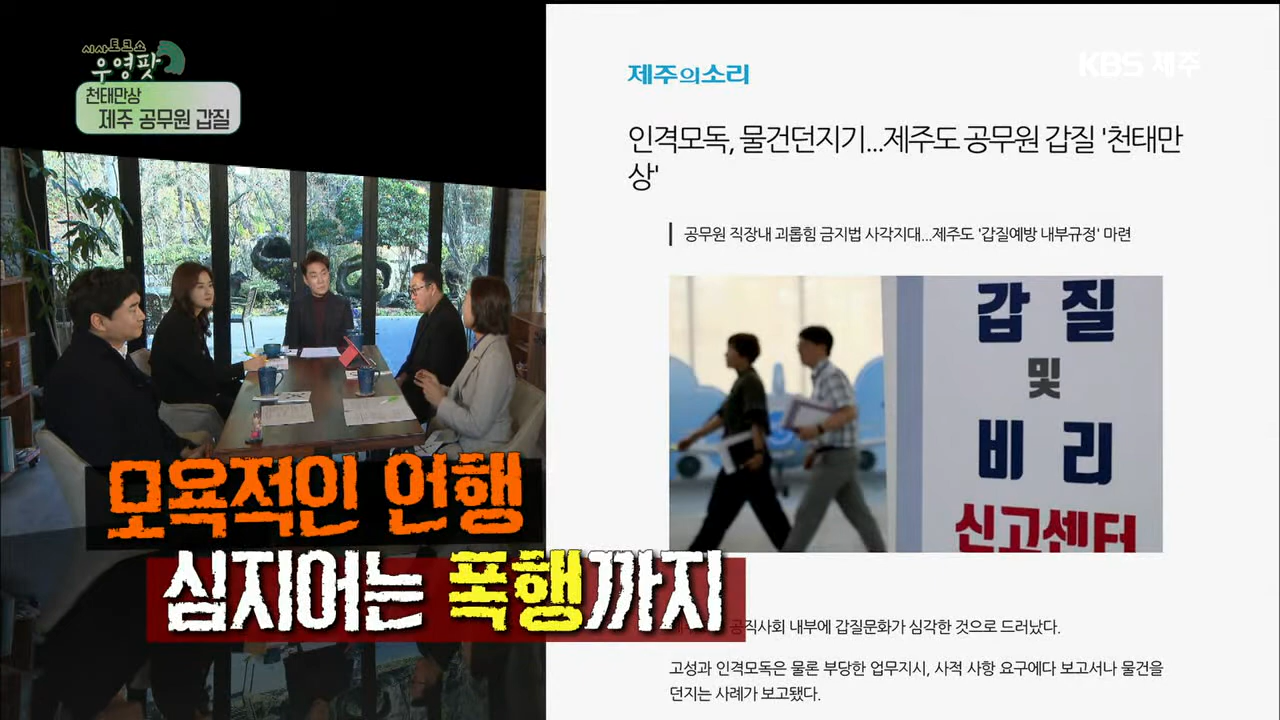 시사토크쇼
우영팟
천태만상
제주 공무원 갑질
KBS 제주
제주의소리
인격모독, 물건던지기...제주도 공무원 갑질 '천태만
상'
공무원 직장내 괴롭힘 금지법 사각지대...제주도 '갑질예방 내부규정' 마련
갑질
및
비리
신고센터
모욕적인 언행
심지어는 폭행까지
공직사회 내부에 갑질문화가 심각한 것으로 드러났다.
고성과 인격모독은 물론 부당한 업무지시, 사적 사항 요구에다 보고서나 물건을
던지는 사례가 보고됐다.